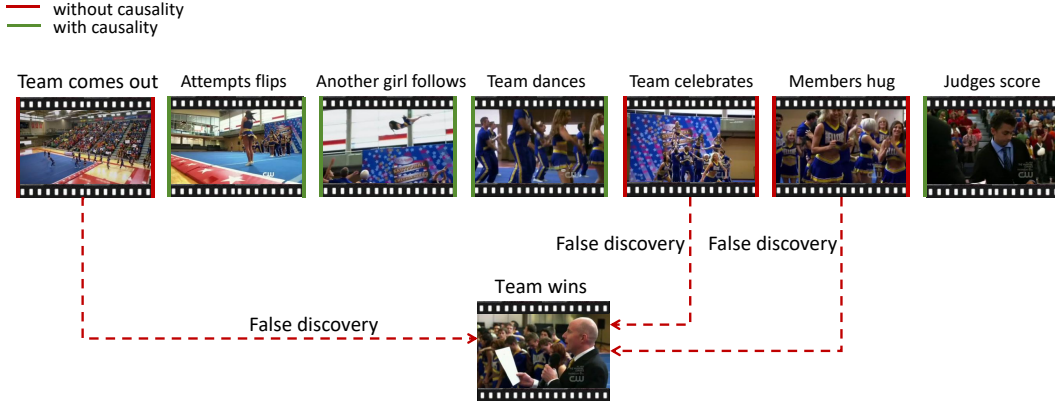 without causality
with causality
Team comes out
Attempts flips
Another girl follows
Team dances
Team celebrates
Members hug
Judges score
False discovery
False discovery
Team wins
False discovery